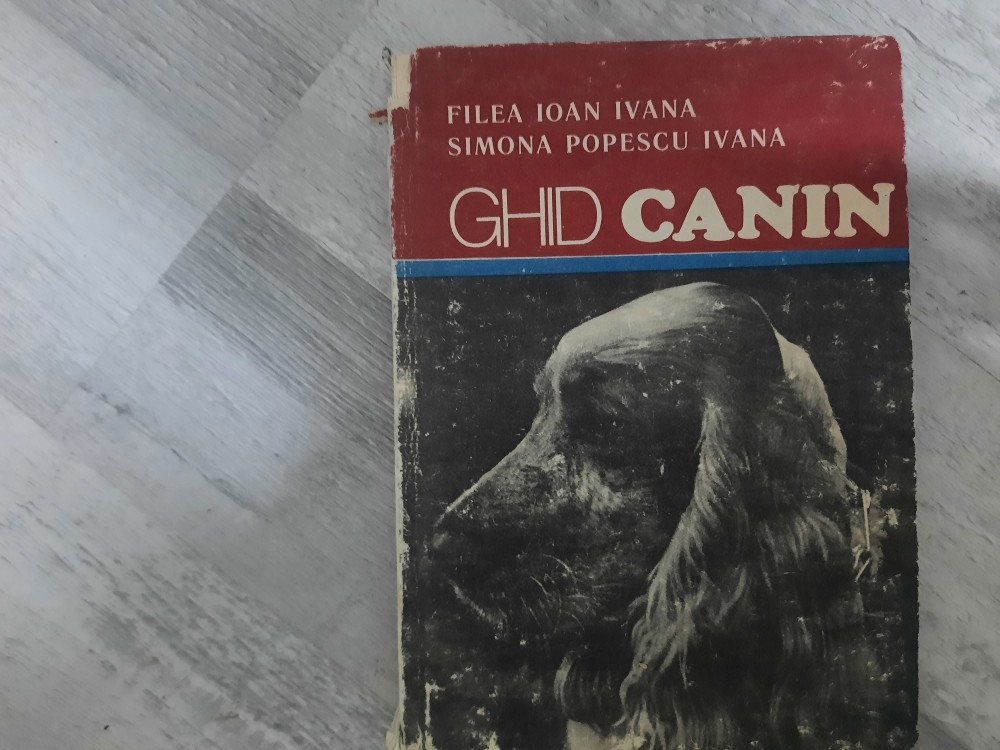 FILEA IOAN IVANA
SIMONA POPESCU IVANA
GHID CANIN